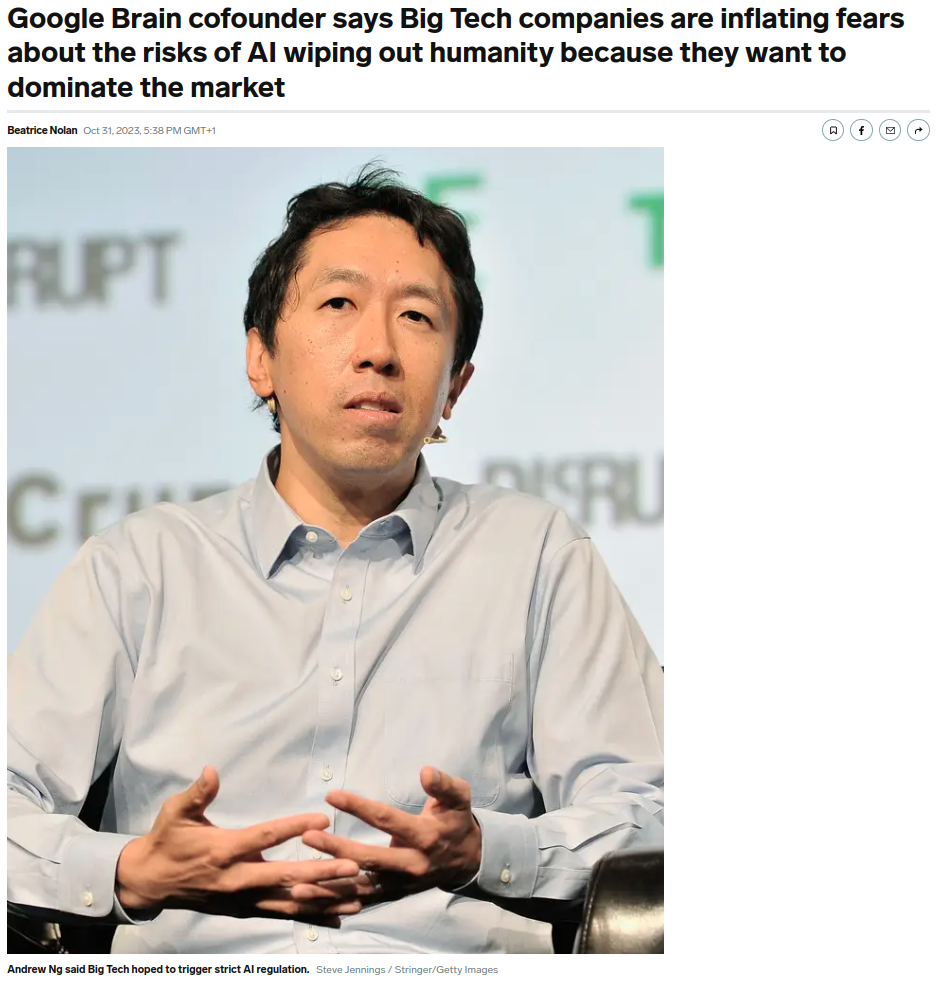 Google Brain cofounder says Big Tech companies are inflating fears
about the risks of AI wiping out humanity because they want to
dominate the market
Beatrice Nolan Oct 31, 2023, 5:38 PM GMT+1
RUPT
Crun
DISRU
Andrew Ng said Big Tech hoped to trigger strict AI regulation. Steve Jennings / Stringer/Getty Images